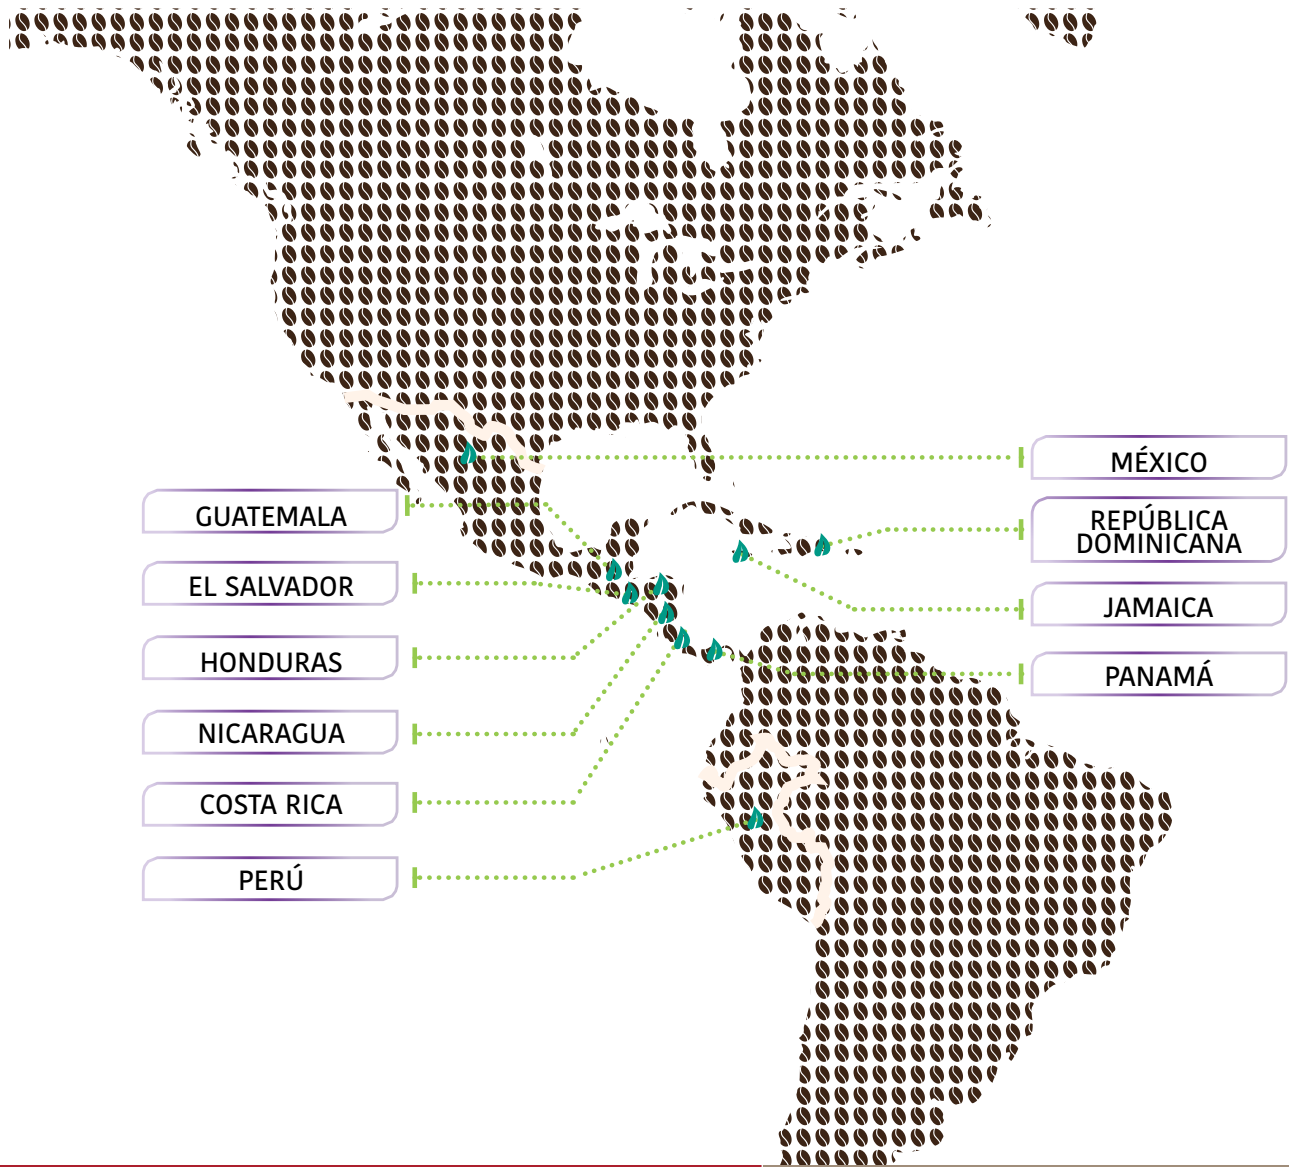 MÉXICO
GUATEMALA
REPÚBLICA
DOMINICANA
EL SALVADOR
JAMAICA
HONDURAS
PANAMÁ
NICARAGUA
COSTA RICA
PERÚ